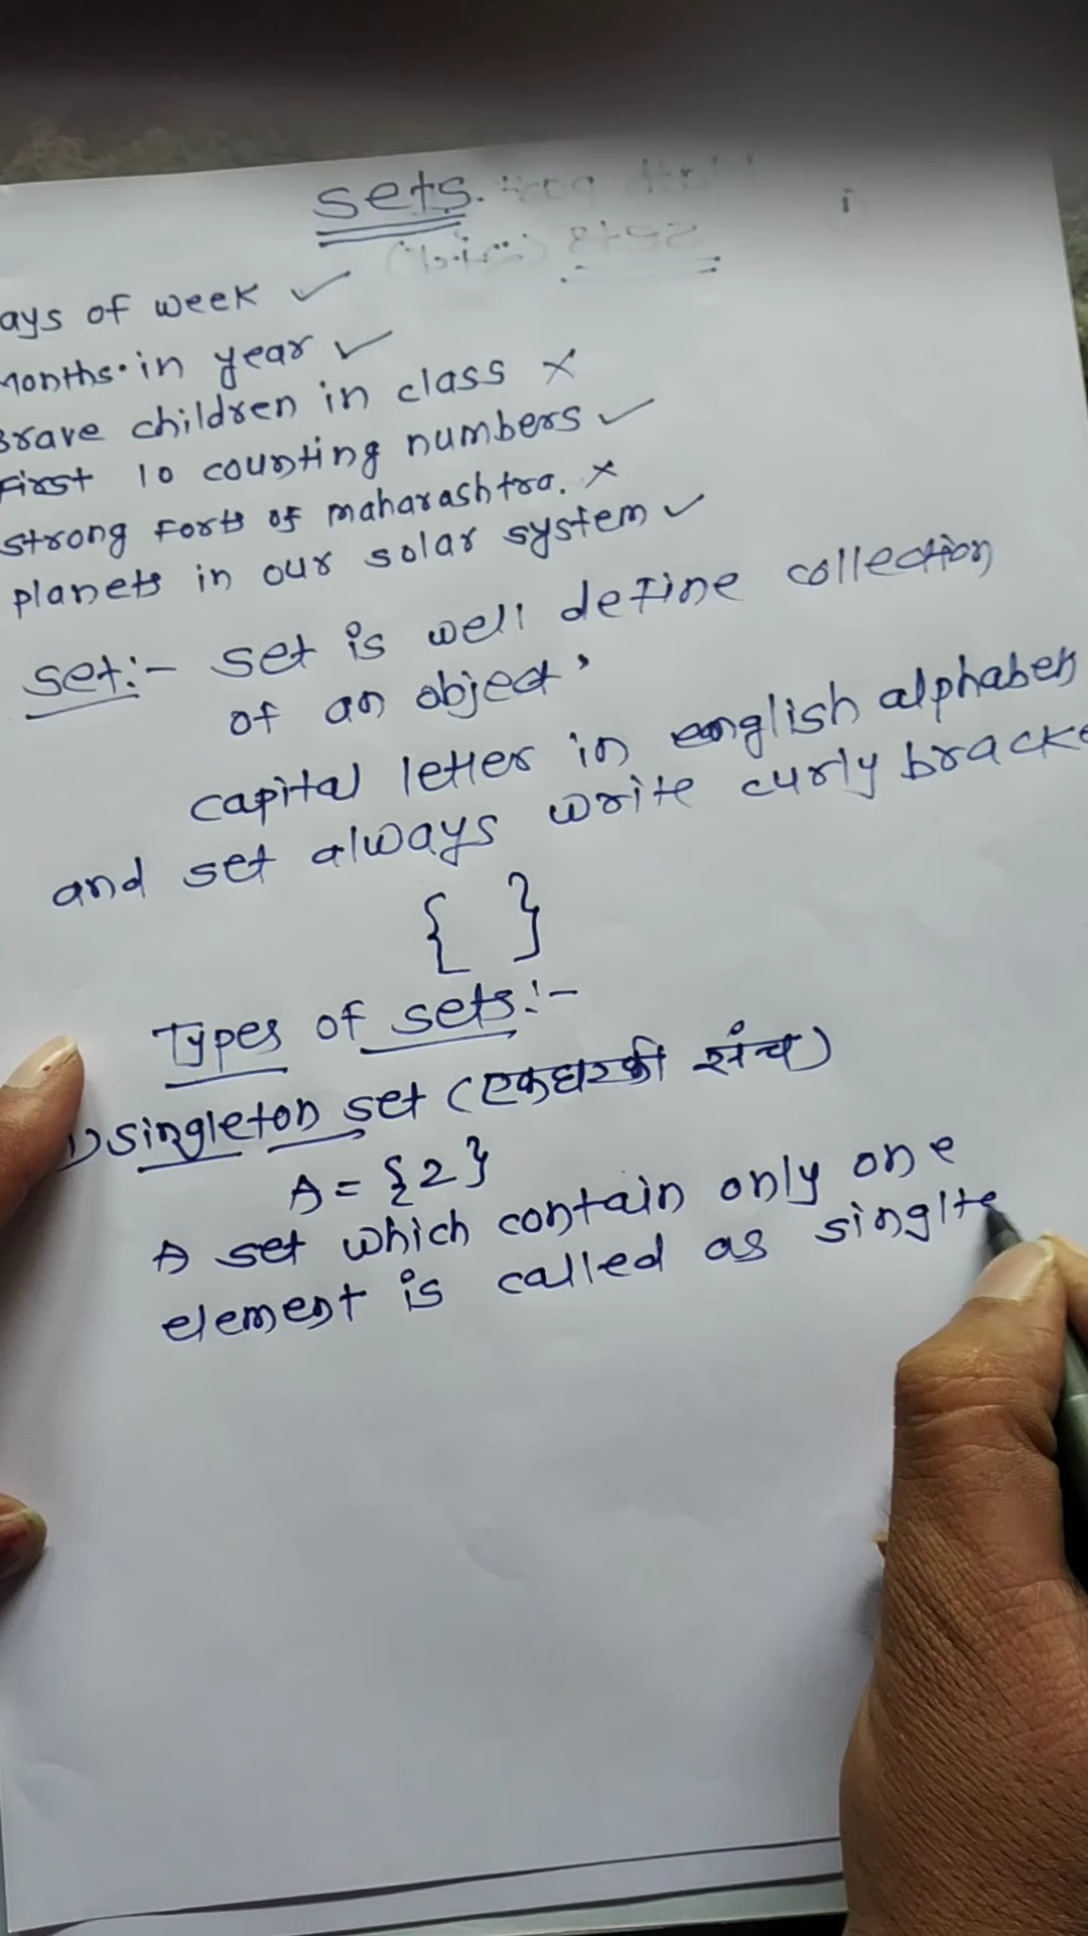 sets.
ays of week ✓
Months. in year ✓
Brave children in class ×
First 10 counting numbers ✓
strong forts of maharashtra. ×
planets in our solar system ✓
set:- set is well define collection
of an object,
capital letter in english alphabets
and set always write curly bracke
{ }
Types of sets:-
1) singleton set (एकघटकी संच)
A = {2}
A set which contain only one
element is called as singlte